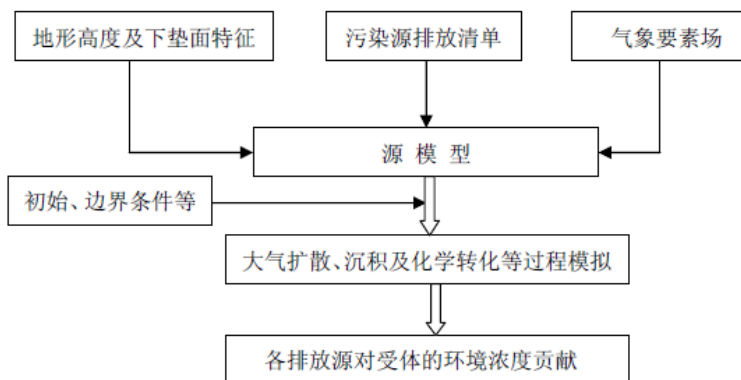 地形高度及下垫面特征
污染源排放清单
气象要素场
源 模 型
初始、边界条件等
大气扩散、沉积及化学转化等过程模拟
各排放源对受体的环境浓度贡献